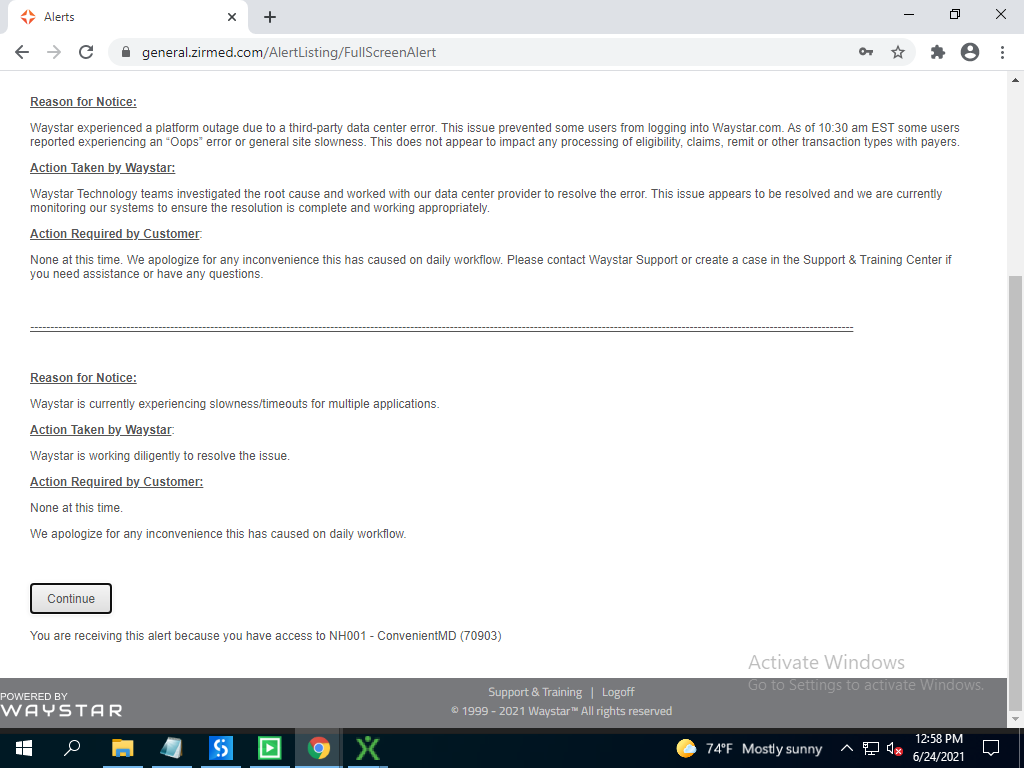 Alerts
general.zirmed.com/AlertListing/FullScreenAlert
Reason for Notice:
Waystar experienced a platform outage due to a third-party data center error. This issue prevented some users from logging into Waystar.com. As of 10:30 am EST some users
reported experiencing an "Oops" error or general site slowness. This does not appear to impact any processing of eligibility, claims, remit or other transaction types with payers.
Action Taken by Waystar:
Waystar Technology teams investigated the root cause and worked with our data center provider to resolve the error. This issue appears to be resolved and we are currently
monitoring our systems to ensure the resolution is complete and working appropriately.
Action Required by Customer:
None at this time. We apologize for any inconvenience this has caused on daily workflow. Please contact Waystar Support or create a case in the Support & Training Center if
you need assistance or have any questions.
Reason for Notice:
Waystar is currently experiencing slowness/timeouts for multiple applications.
Action Taken by Waystar:
Waystar is working diligently to resolve the issue.
Action Required by Customer:
None at this time.
We apologize for any inconvenience this has caused on daily workflow.
Continue
You are receiving this alert because you have access to NH001 - ConvenientMD (70903)
Activate Windows
Go to Settings to activate Windows.
POWERED BY
WAYSTAR
Support & Training | Logoff
© 1999 - 2021 Waystar™ All rights reserved
74°F Mostly sunny
12:58 PM
6/24/2021